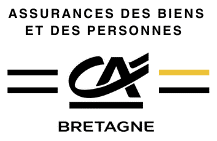 ASSURANCES DES BIENS
ET DES PERSONNES
CA
BRETAGNE